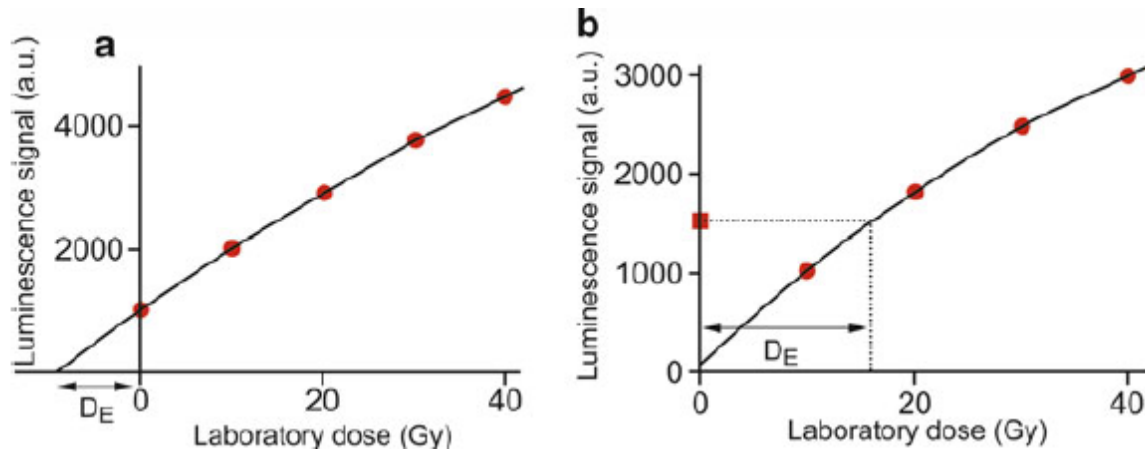 a
Luminescence signal (a.u.)
4000
2000
D_E
0 20 40
Laboratory dose (Gy)
b
Luminescence signal (a.u.)
3000
2000
1000
0
D_E
0 20 40
Laboratory dose (Gy)